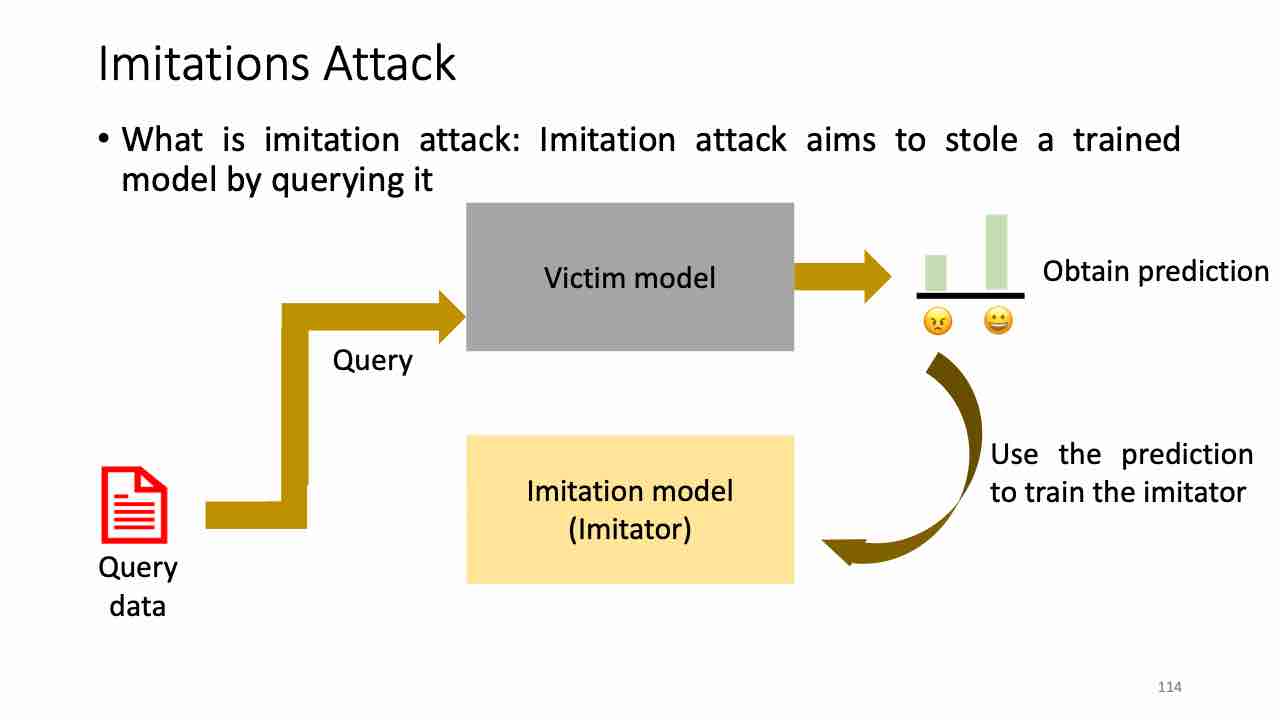 Imitations Attack
• What is imitation attack: Imitation attack aims to stole a trained
model by querying it
Victim model
Obtain prediction
Query
Imitation model
(Imitator)
Use the prediction
to train the imitator
Query
data
114